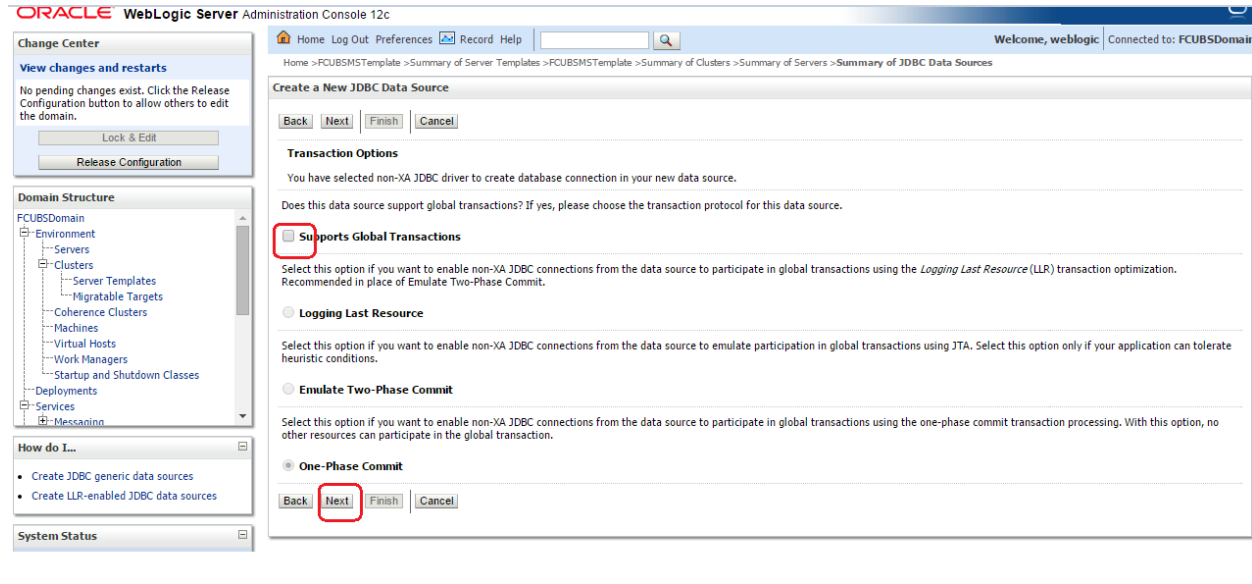 ORACLE WebLogic Server Administration Console 12c
Change Center
View changes and restarts
No pending changes exist. Click the Release
Configuration button to allow others to edit
the domain.
Lock & Edit
Release Configuration
Domain Structure
FCUBSDomain
Environment
Servers
Clusters
Server Templates
Migratable Targets
Coherence Clusters
Machines
Virtual Hosts
Work Managers
Startup and Shutdown Classes
Deployments
Services
Messaging
How do I...
Create JDBC generic data sources
Create LLR-enabled JDBC data sources
System Status
Home Log Out Preferences Record Help
Welcome, weblogic Connected to: FCUBSDomain
Home >FCUBSMSTemplate >Summary of Server Templates >FCUBSMSTemplate >Summary of Clusters >Summary of Servers >Summary of JDBC Data Sources
Create a New JDBC Data Source
Back Next Finish Cancel
Transaction Options
You have selected non-XA JDBC driver to create database connection in your new data source.
Does this data source support global transactions? If yes, please choose the transaction protocol for this data source.
Supports Global Transactions
Select this option if you want to enable non-XA JDBC connections from the data source to participate in global transactions using the Logging Last Resource (LLR) transaction optimization.
Recommended in place of Emulate Two-Phase Commit.
Logging Last Resource
Select this option if you want to enable non-XA JDBC connections from the data source to emulate participation in global transactions using JTA. Select this option only if your application can tolerate
heuristic conditions.
Emulate Two-Phase Commit
Select this option if you want to enable non-XA JDBC connections from the data source to participate in global transactions using the one-phase commit transaction processing. With this option, no
other resources can participate in the global transaction.
One-Phase Commit
Back Next Finish Cancel